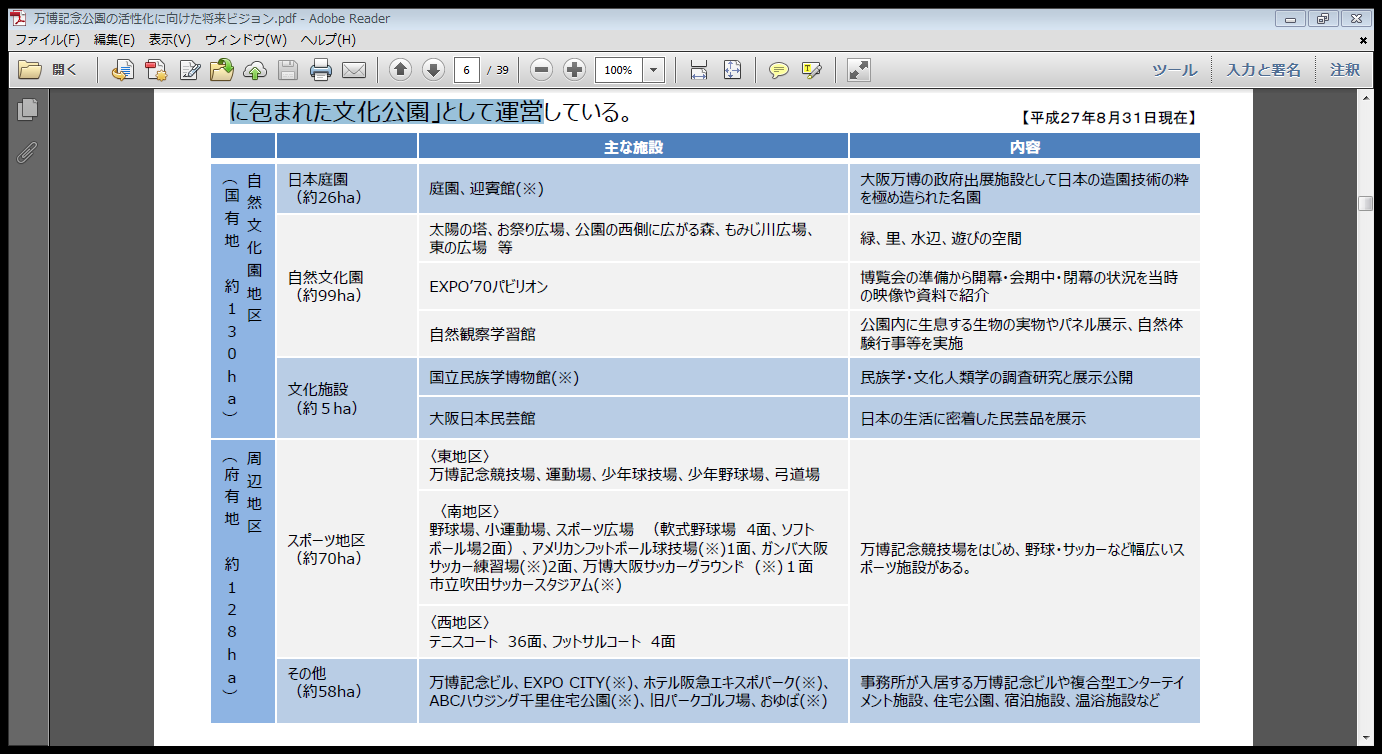 万博記念公園の活性化に向けた将来ビジョン.pdf - Adobe Reader
ファイル(F) 編集(E) 表示(V) ウィンドウ(W) ヘルプ(H)
開く 6 / 39 100% ツール 入力と署名 注釈
に包まれた文化公園」として運営している。
【平成27年8月31日現在】
主な施設 内容
自然文化園地区
（国有地 約130ha）
日本庭園
（約26ha）
庭園、迎賓館(※)
大阪万博の政府出展施設として日本の造園技術の粋
を極め造られた名園
自然文化園
（約99ha）
太陽の塔、お祭り広場、公園の西側に広がる森、もみじ川広場、
東の広場 等
緑、里、水辺、遊びの空間
EXPO’70パビリオン
博覧会の準備から開幕・会期中・閉幕の状況を当時
の映像や資料で紹介
自然観察学習館
公園内に生息する生物の実物やパネル展示、自然体
験行事等を実施
文化施設
（約５ha）
国立民族学博物館(※)
民族学・文化人類学の調査研究と展示公開
大阪日本民芸館
日本の生活に密着した民芸品を展示
周辺地区
（府有地 約128ha）
スポーツ地区
（約70ha）
〈東地区〉
万博記念競技場、運動場、少年球技場、少年野球場、弓道場
〈南地区〉
野球場、小運動場、スポーツ広場 （軟式野球場 4面、ソフト
ボール場2面）、アメリカンフットボール球技場(※)1面、ガンバ大阪
サッカー練習場(※)2面、万博大阪サッカーグラウンド (※)１面
市立吹田サッカースタジアム(※)
〈西地区〉
テニスコート 36面、フットサルコート 4面
万博記念競技場をはじめ、野球・サッカーなど幅広いス
ポーツ施設がある。
その他
（約58ha）
万博記念ビル、EXPO CITY(※)、ホテル阪急エキスポパーク(※)、
ABCハウジング千里住宅公園(※)、旧パークゴルフ場、おゆば(※)
事務所が入居する万博記念ビルや複合型エンターテイ
メント施設、住宅公園、宿泊施設、温浴施設など